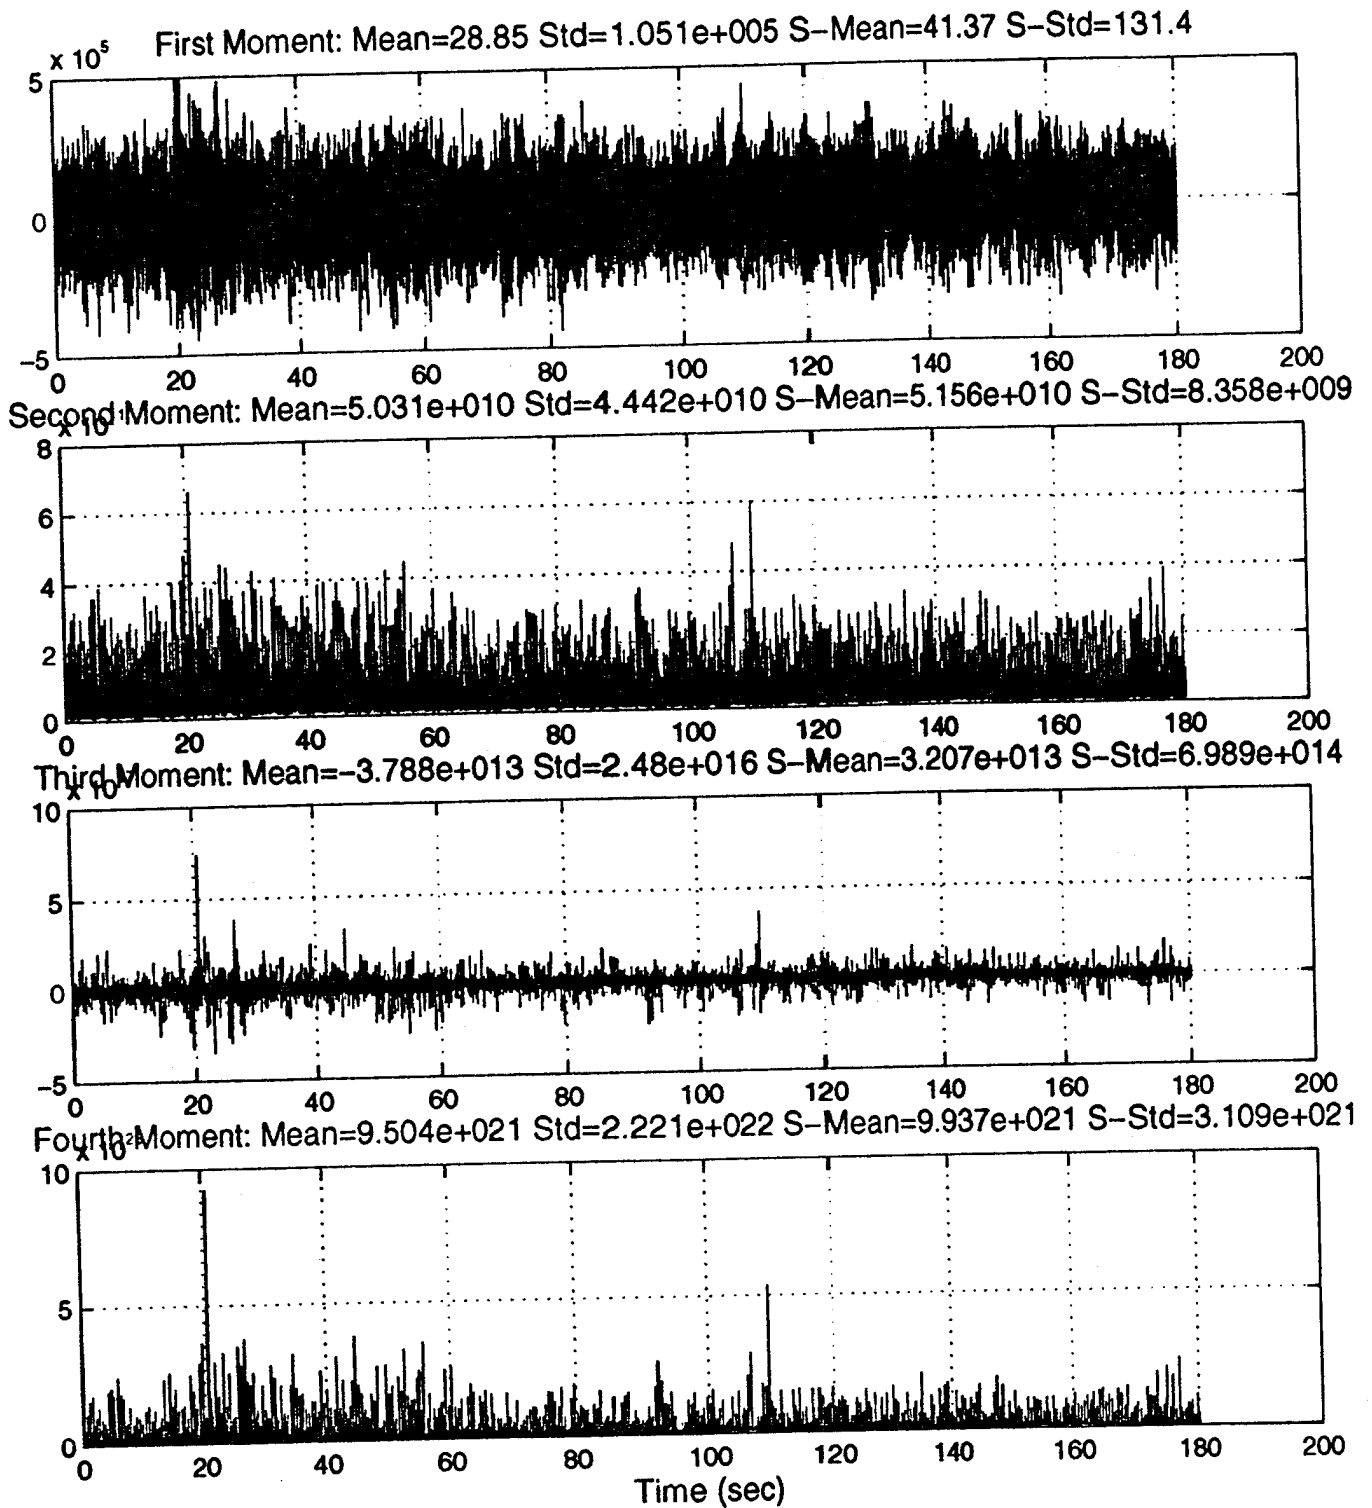 First Moment: Mean=28.85 Std=1.051e+005 S-Mean=41.37 S-Std=131.4
x 10⁵
5
0
-5
0 20 40 60 80 100 120 140 160 180 200
Second Moment: Mean=5.031e+010 Std=4.442e+010 S-Mean=5.156e+010 S-Std=8.358e+009
x 10
8
6
4
2
0
0 20 40 60 80 100 120 140 160 180 200
Third Moment: Mean=-3.788e+013 Std=2.48e+016 S-Mean=3.207e+013 S-Std=6.989e+014
x 10
10
5
0
-5
0 20 40 60 80 100 120 140 160 180 200
Fourth Moment: Mean=9.504e+021 Std=2.221e+022 S-Mean=9.937e+021 S-Std=3.109e+021
x 10
10
5
0
0 20 40 60 80 100 120 140 160 180 200
Time (sec)